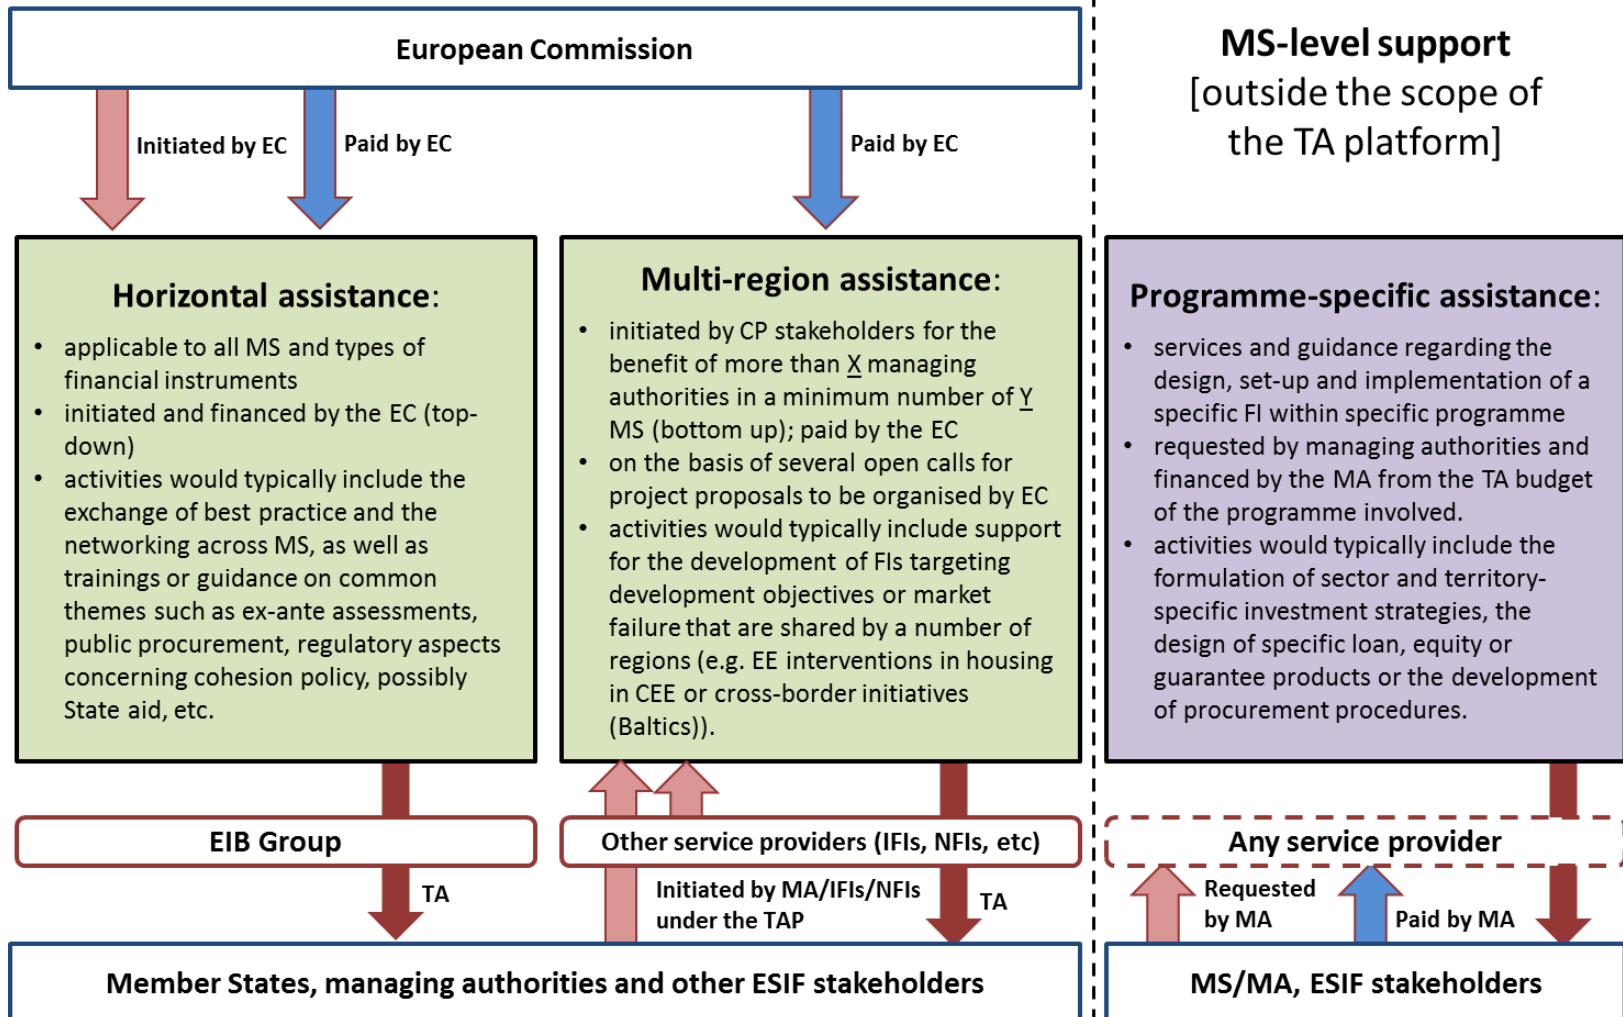 European Commission
MS-level support
[outside the scope of
the TA platform]
Initiated by EC
Paid by EC
Paid by EC
Horizontal assistance:
• applicable to all MS and types of
financial instruments
• initiated and financed by the EC (top-
down)
• activities would typically include the
exchange of best practice and the
networking across MS, as well as
trainings or guidance on common
themes such as ex-ante assessments,
public procurement, regulatory aspects
concerning cohesion policy, possibly
State aid, etc.
Multi-region assistance:
• initiated by CP stakeholders for the
benefit of more than X managing
authorities in a minimum number of Y
MS (bottom up); paid by the EC
• on the basis of several open calls for
project proposals to be organised by EC
• activities would typically include support
for the development of FIs targeting
development objectives or market
failure that are shared by a number of
regions (e.g. EE interventions in housing
in CEE or cross-border initiatives
(Baltics)).
Programme-specific assistance:
• services and guidance regarding the
design, set-up and implementation of a
specific FI within specific programme
• requested by managing authorities and
financed by the MA from the TA budget
of the programme involved.
• activities would typically include the
formulation of sector and territory-
specific investment strategies, the
design of specific loan, equity or
guarantee products or the development
of procurement procedures.
EIB Group
Other service providers (IFIs, NFIs, etc)
Any service provider
TA
Initiated by MA/IFIs/NFIs
under the TAP
TA
Requested
by MA
Paid by MA
Member States, managing authorities and other ESIF stakeholders
MS/MA, ESIF stakeholders